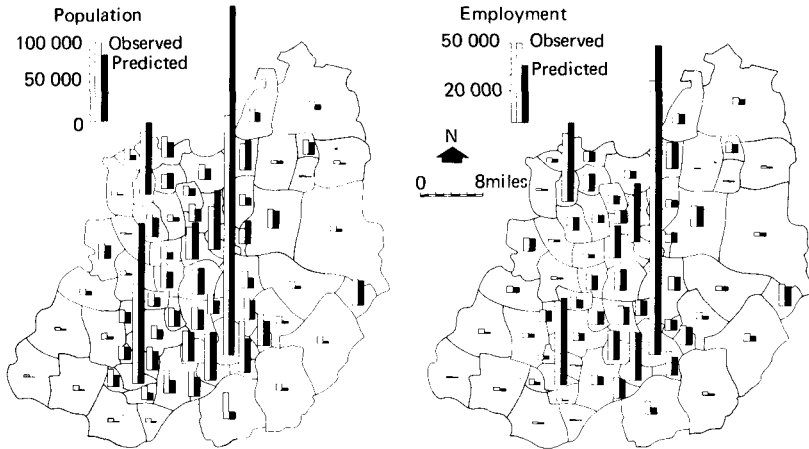 Population
100 000
Observed
Predicted
50 000
0
Employment
50 000
Observed
Predicted
20 000
N
0
8miles